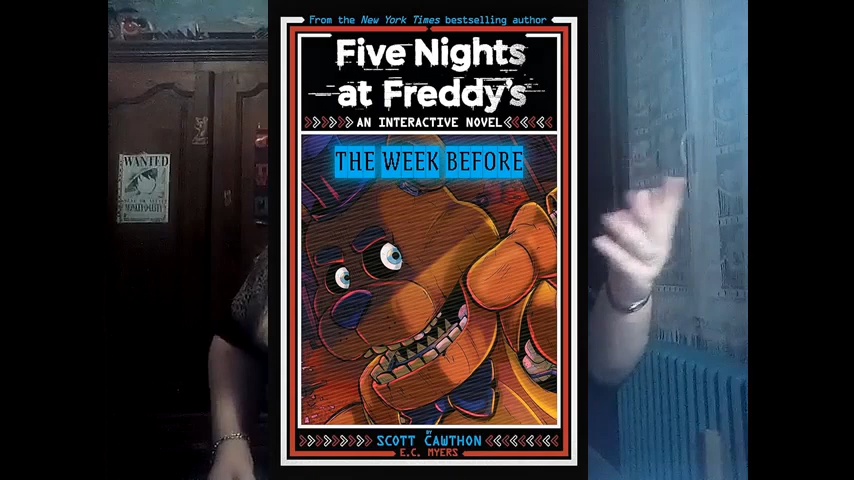 From the New York Times bestselling author
Five Nights
at Freddy's
AN INTERACTIVE NOVEL
THE WEEK BEFORE
BY
SCOTT CAWTHON
E.C. MYERS
WANTED